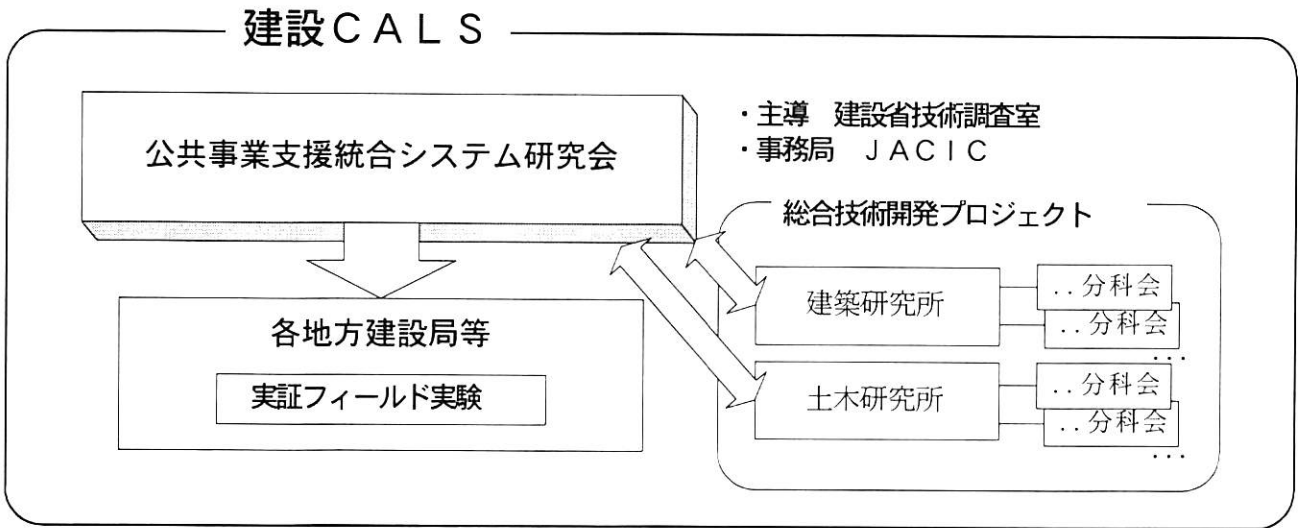 建設CALS
公共事業支援統合システム研究会
・主導 建設省技術調査室
・事務局 JACIC
総合技術開発プロジェクト
建築研究所
..分科会
..分科会
...
土木研究所
..分科会
..分科会
...
各地方建設局等
実証フィールド実験